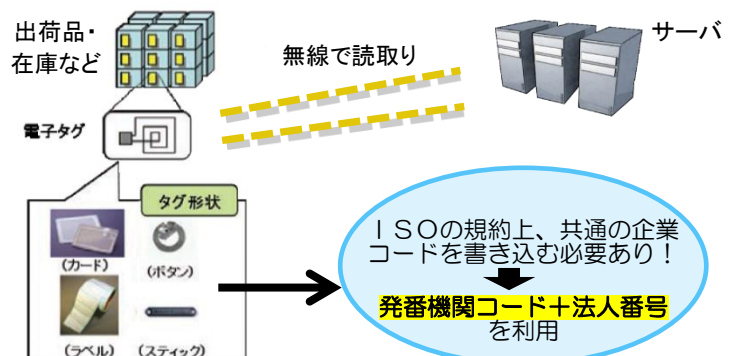 出荷品・
在庫など
無線で読取り
サーバ
電子タグ
タグ形状
(カード)
(ボタン)
(ラベル)
(スティック)
ISOの規約上、共通の企業
コードを書き込む必要あり！
発番機関コード＋法人番号
を利用